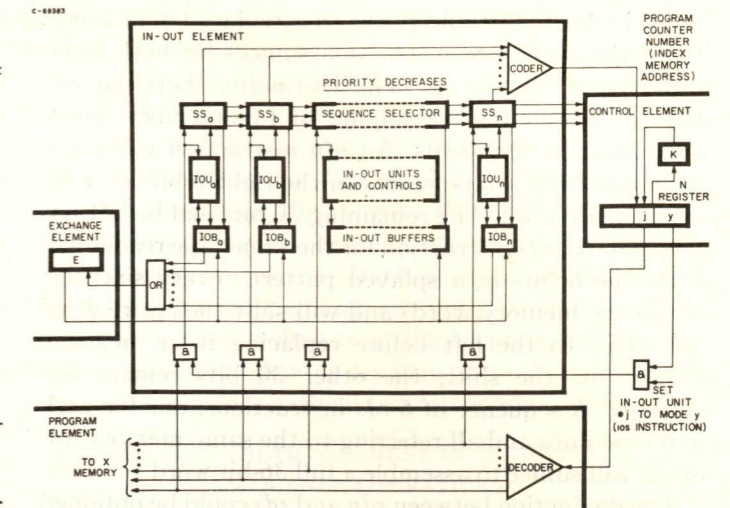 C-69383
IN-OUT ELEMENT
PROGRAM
COUNTER
NUMBER
(INDEX
MEMORY
ADDRESS)
CODER
PRIORITY DECREASES
SSa
SSb
SEQUENCE SELECTOR
SSn
CONTROL ELEMENT
K
N
REGISTER
j y
IOUa
IOUb
IN-OUT UNITS
AND CONTROLS
IOUn
EXCHANGE
ELEMENT
E
IOBa
IOBb
IN-OUT BUFFERS
IOBn
OR
a
a
a
a
a
SET
IN-OUT UNIT
#j TO MODE y
(ios INSTRUCTION)
PROGRAM
ELEMENT
TO X
MEMORY
DECODER